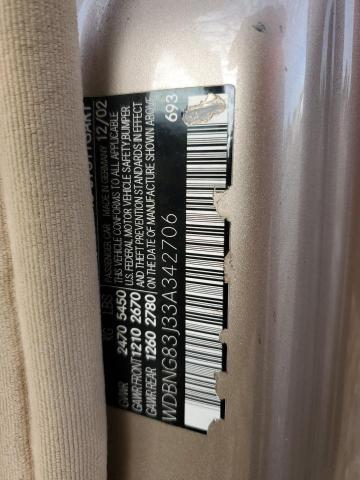 PASSENGER CAR MADE IN GERMANY 12/02
KG LBS THIS VEHICLE CONFORMS TO ALL APPLICABLE
GVWR 2470 5450 U.S. FEDERAL MOTOR VEHICLE SAFETY, BUMPER
GAWR FRONT 1210 2670 AND THEFT PREVENTION STANDARDS IN EFFECT
GAWR REAR 1260 2780 ON THE DATE OF MANUFACTURE SHOWN ABOVE
WDBNG83J33A342706
693